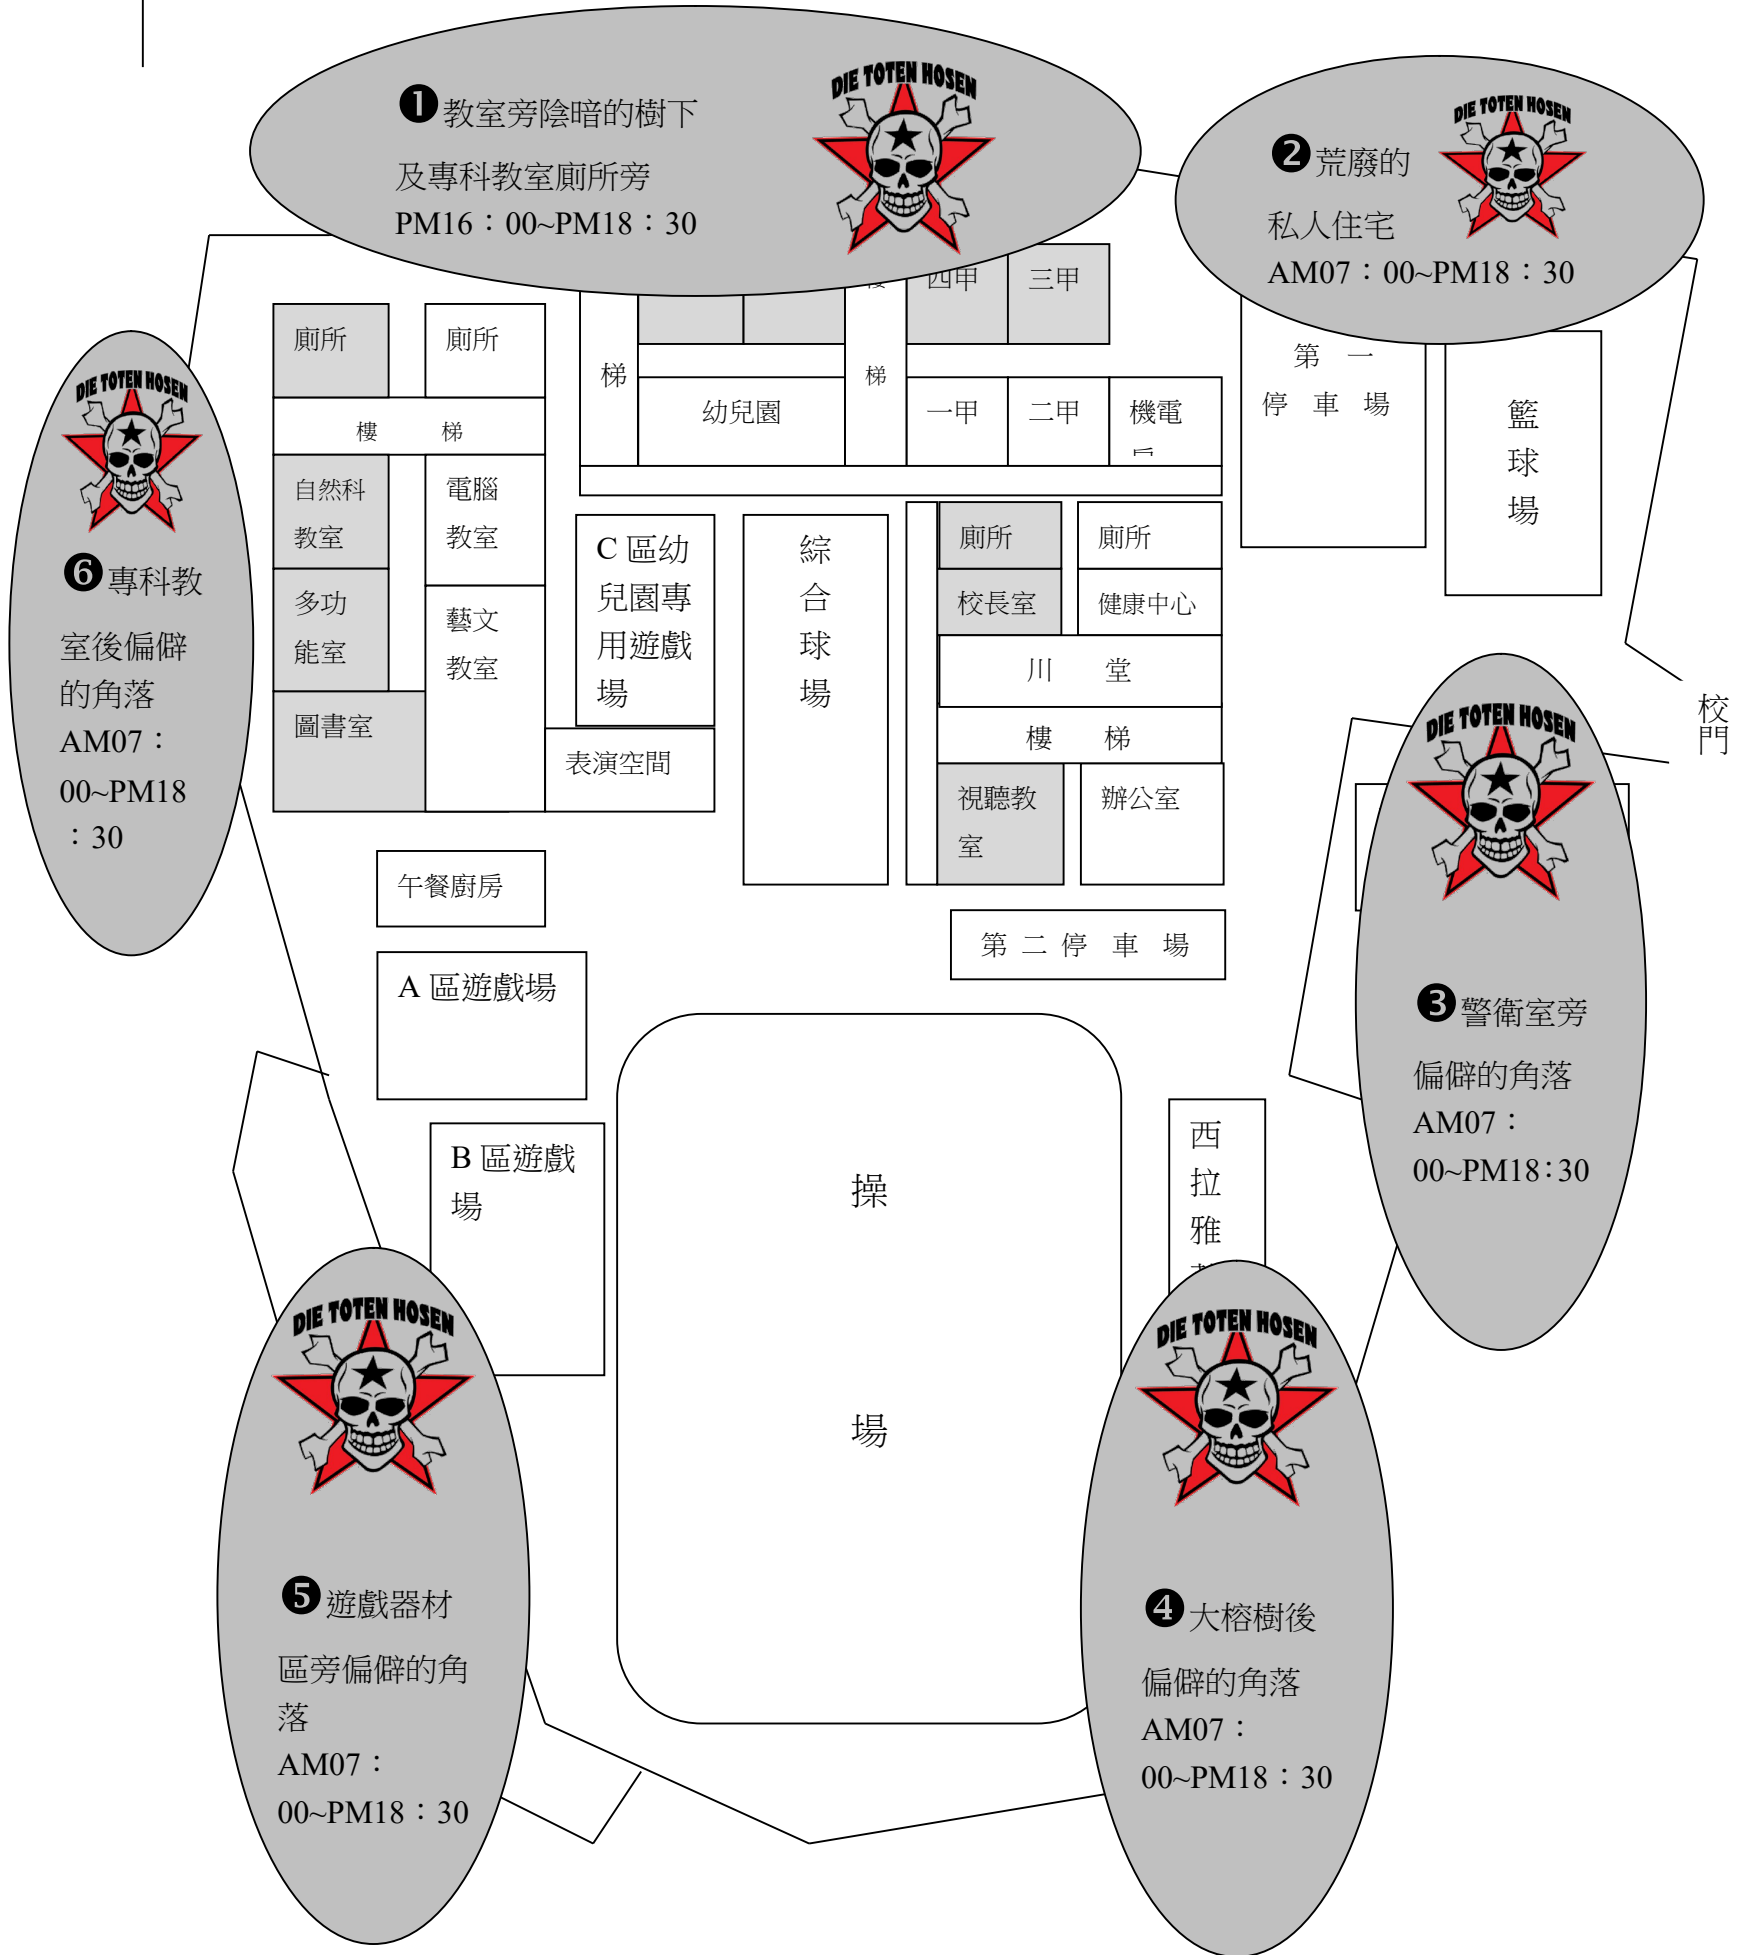 DIE TOTEN HOSEN
❶教室旁陰暗的樹下
及專科教室廁所旁
PM16：00~PM18：30
DIE TOTEN HOSEN
❷荒廢的
私人住宅
AM07：00~PM18：30
四甲
三甲
廁所
廁所
梯
梯
第 一
停 車 場
籃球場
幼兒園
一甲
二甲
機電
樓 梯
DIE TOTEN HOSEN
❻專科教
室後偏僻
的角落
AM07：
00~PM18
：30
自然科
教室
電腦
教室
C 區幼
兒園專
用遊戲
場
綜合球場
廁所
廁所
校長室
健康中心
多功
能室
藝文
教室
川 堂
圖書室
表演空間
樓 梯
視聽教
室
辦公室
校門
DIE TOTEN HOSEN
❸警衛室旁
偏僻的角落
AM07：
00~PM18：30
午餐廚房
第 二 停 車 場
A 區遊戲場
B 區遊戲
場
操場
西拉雅
DIE TOTEN HOSEN
❺遊戲器材
區旁偏僻的角
落
AM07：
00~PM18：30
DIE TOTEN HOSEN
❹大榕樹後
偏僻的角落
AM07：
00~PM18：30